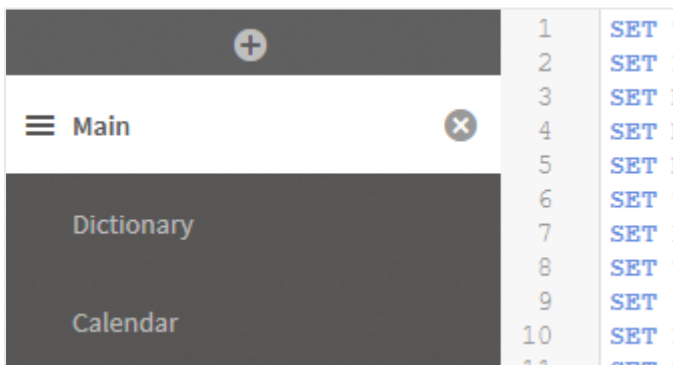 Main
Dictionary
Calendar
1 SET
2 SET
3 SET
4 SET
5 SET
6 SET
7 SET
8 SET
9 SET
10 SET